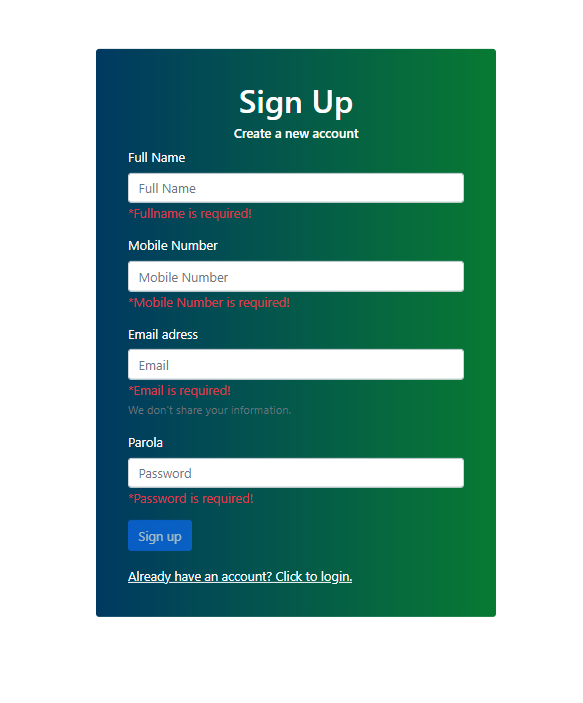 Sign Up
Create a new account
Full Name
Full Name
*Fullname is required!
Mobile Number
Mobile Number
*Mobile Number is required!
Email adress
Email
*Email is required!
We don't share your information.
Parola
Password
*Password is required!
Sign up
Already have an account? Click to login.